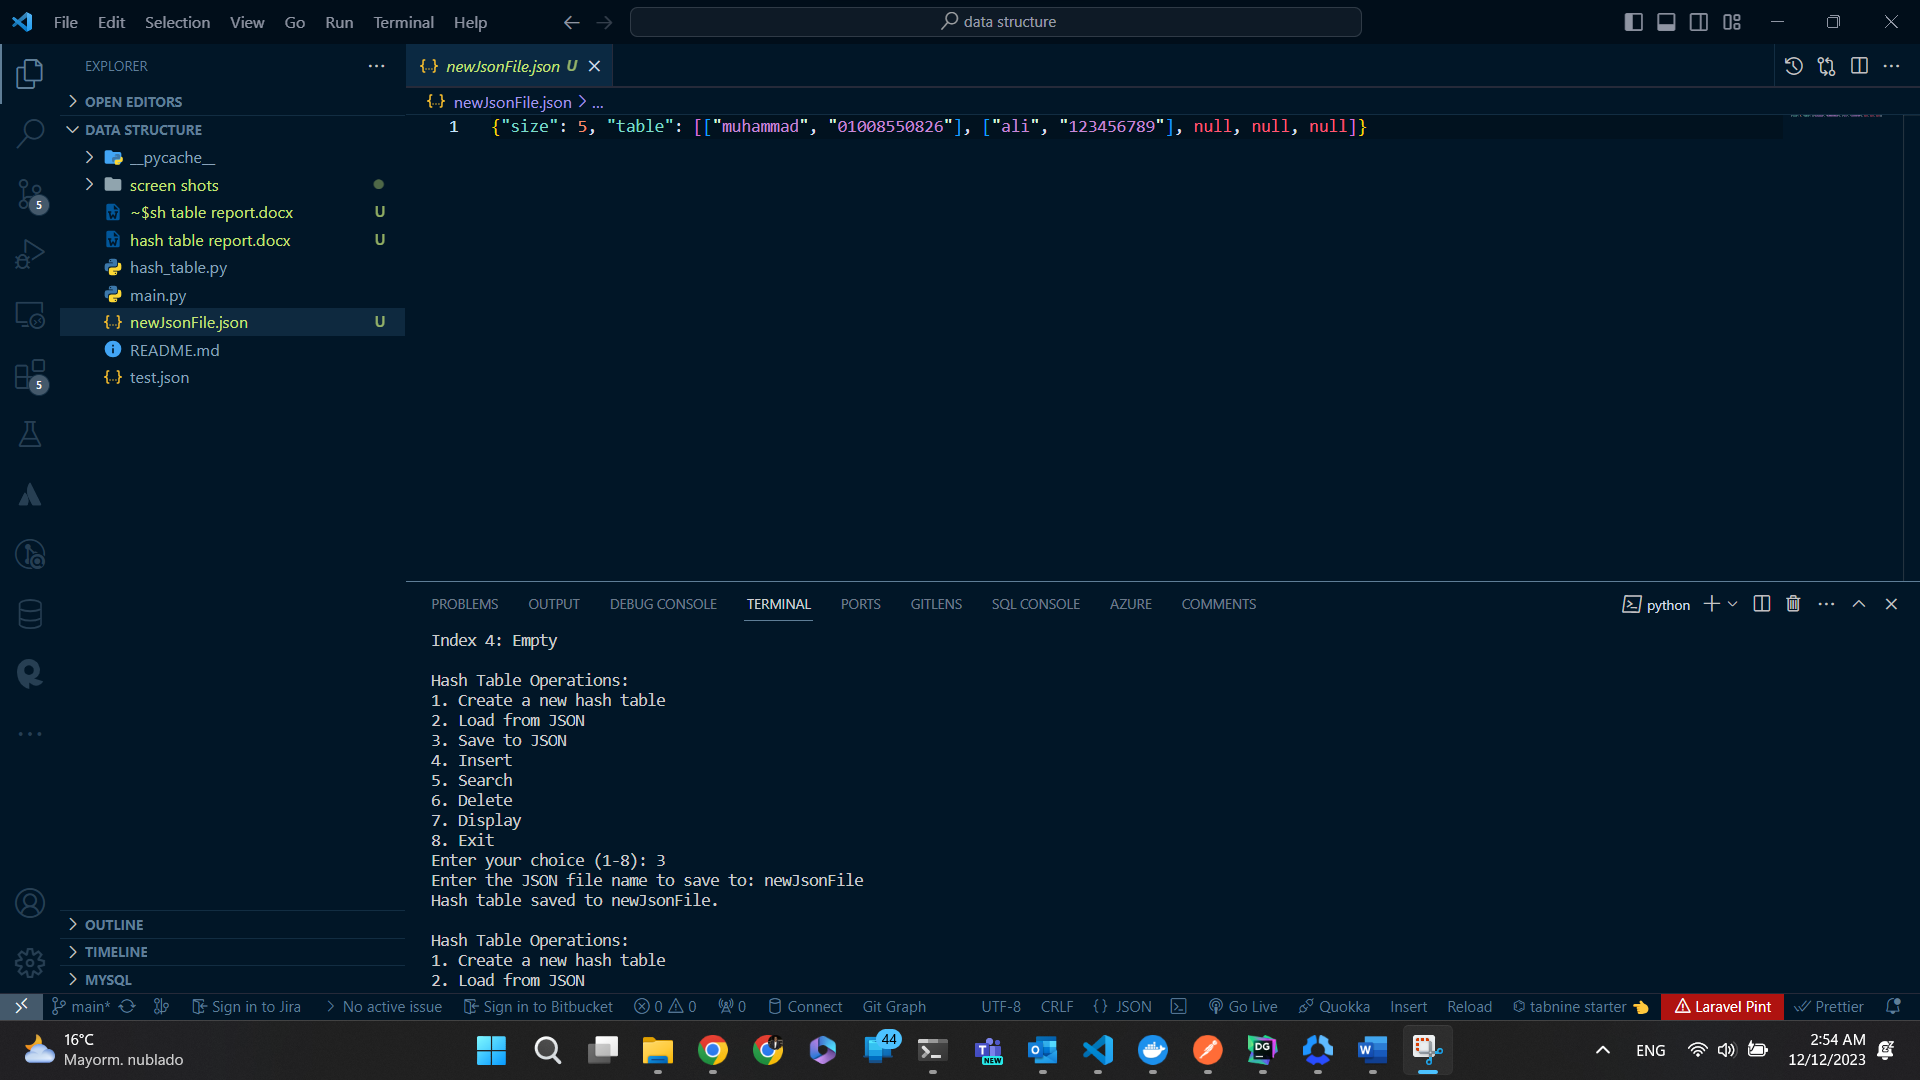 File Edit Selection View Go Run Terminal Help
data structure
EXPLORER
OPEN EDITORS
DATA STRUCTURE
__pycache__
screen shots
~$sh table report.docx U
hash table report.docx U
hash_table.py
main.py
newJsonFile.json U
README.md
test.json
OUTLINE
TIMELINE
MYSQL
5
5
newJsonFile.json U
newJsonFile.json > ...
1 {"size": 5, "table": [["muhammad", "01008550826"], ["ali", "123456789"], null, null, null]}
PROBLEMS OUTPUT DEBUG CONSOLE TERMINAL PORTS GITLENS SQL CONSOLE AZURE COMMENTS
python
Index 4: Empty
Hash Table Operations:
1. Create a new hash table
2. Load from JSON
3. Save to JSON
4. Insert
5. Search
6. Delete
7. Display
8. Exit
Enter your choice (1-8): 3
Enter the JSON file name to save to: newJsonFile
Hash table saved to newJsonFile.
Hash Table Operations:
1. Create a new hash table
2. Load from JSON
main* Sign in to Jira No active issue Sign in to Bitbucket 0 0 0 Connect Git Graph UTF-8 CRLF {} JSON Go Live Quokka Insert Reload tabnine starter Laravel Pint Prettier
16°C
Mayorm. nublado
44
NEW
DG
ENG
2:54 AM
12/12/2023